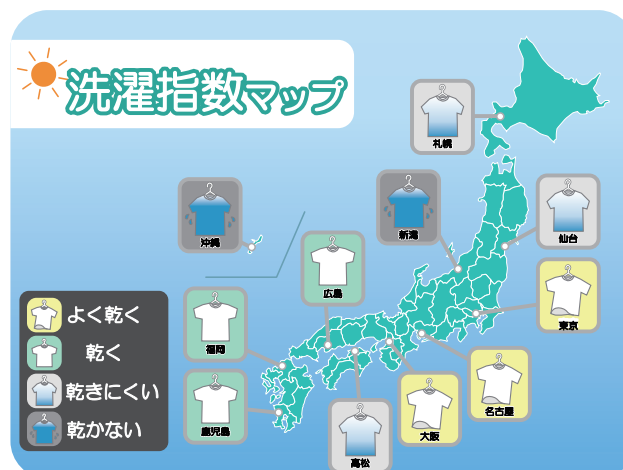 洗濯指数マップ
札幌
沖縄
新潟
仙台
広島
東京
福岡
名古屋
鹿児島
大阪
高松
よく乾く
乾く
乾きにくい
乾かない